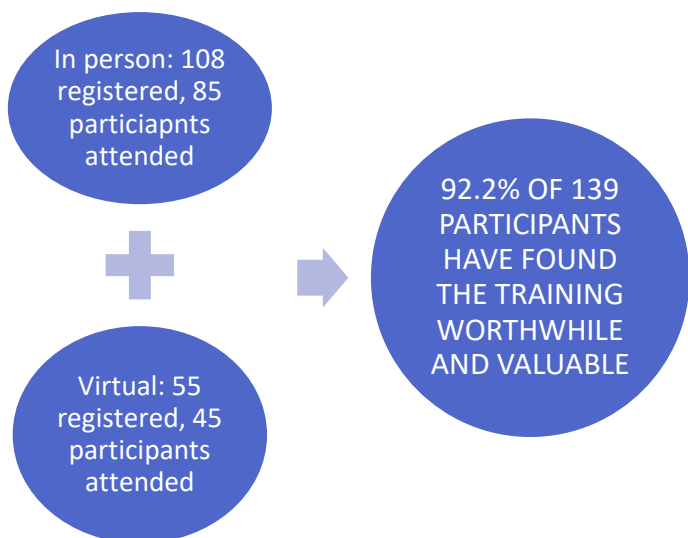 In person: 108
registered, 85
particiapnts
attended
Virtual: 55
registered, 45
participants
attended
92.2% OF 139
PARTICIPANTS
HAVE FOUND
THE TRAINING
WORTHWHILE
AND VALUABLE